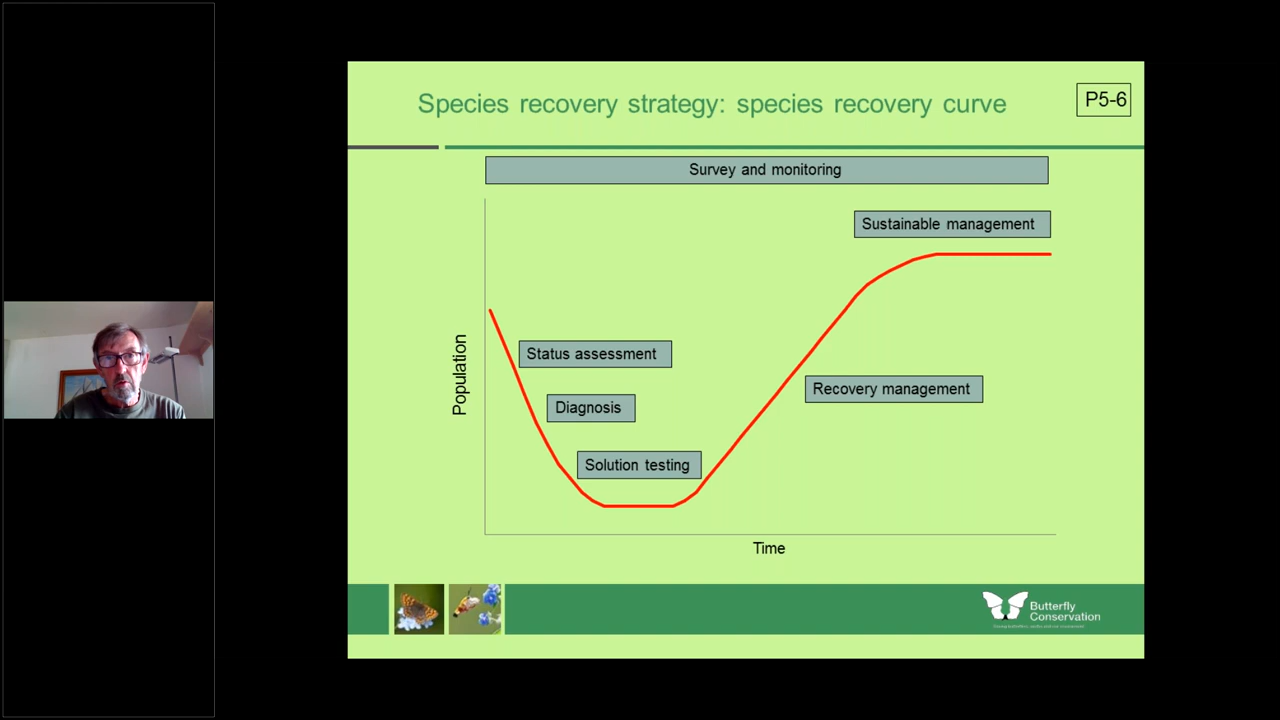 Species recovery strategy: species recovery curve
P5-6
Survey and monitoring
Sustainable management
Status assessment
Population
Recovery management
Diagnosis
Solution testing
Time
Butterfly
Conservation